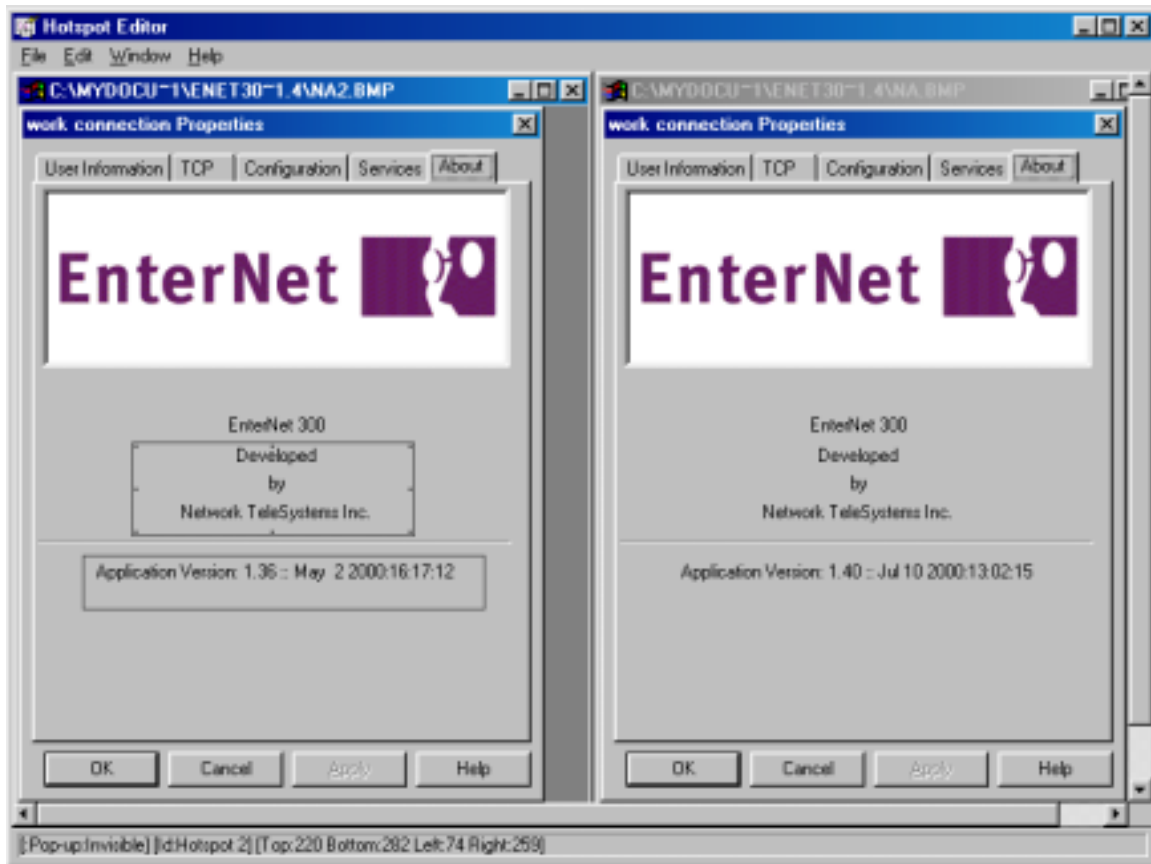 Hotspot Editor
File Edit Window Help
C:\MYDOCU~1\ENET30~1.4\NA2.BMP
work connection Properties
User Information TCP Configuration Services About
EnterNet
EnterNet 300
Developed
by
Network TeleSystems Inc.
Application Version: 1.36 :: May 2 2000:16:17:12
OK Cancel Apply Help
C:\MYDOCU~1\ENET30~1.4\NA.BMP
work connection Properties
User Information TCP Configuration Services About
EnterNet
EnterNet 300
Developed
by
Network TeleSystems Inc.
Application Version: 1.40 :: Jul 10 2000:13:02:15
OK Cancel Apply Help
[:Pop-up:Invisible] [Id:Hotspot 2] [Top:220 Bottom:282 Left:74 Right:259]